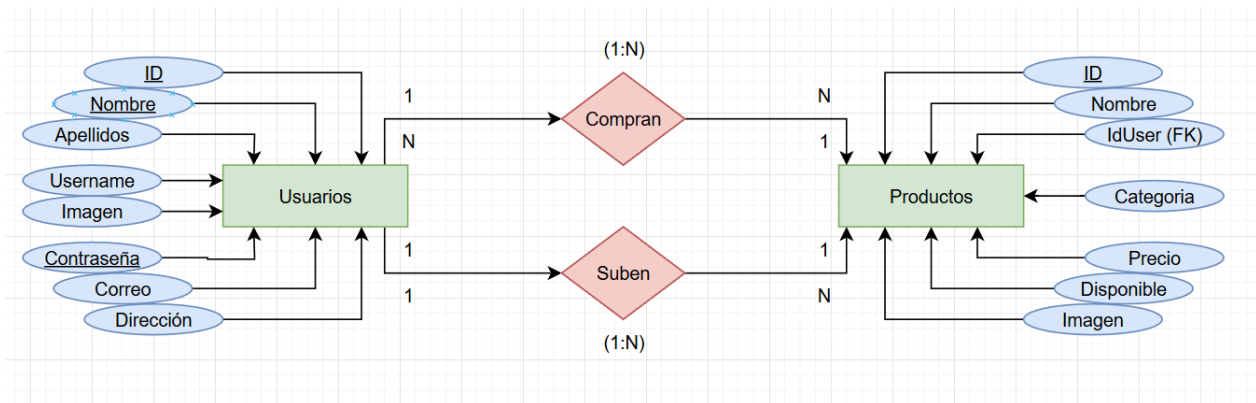 (1:N)
ID
Nombre
Apellidos
Username
Imagen
Contraseña
Correo
Dirección
Usuarios
1
N
1
1
Compran
Suben
N
1
1
N
Productos
ID
Nombre
IdUser (FK)
Categoria
Precio
Disponible
Imagen
(1:N)